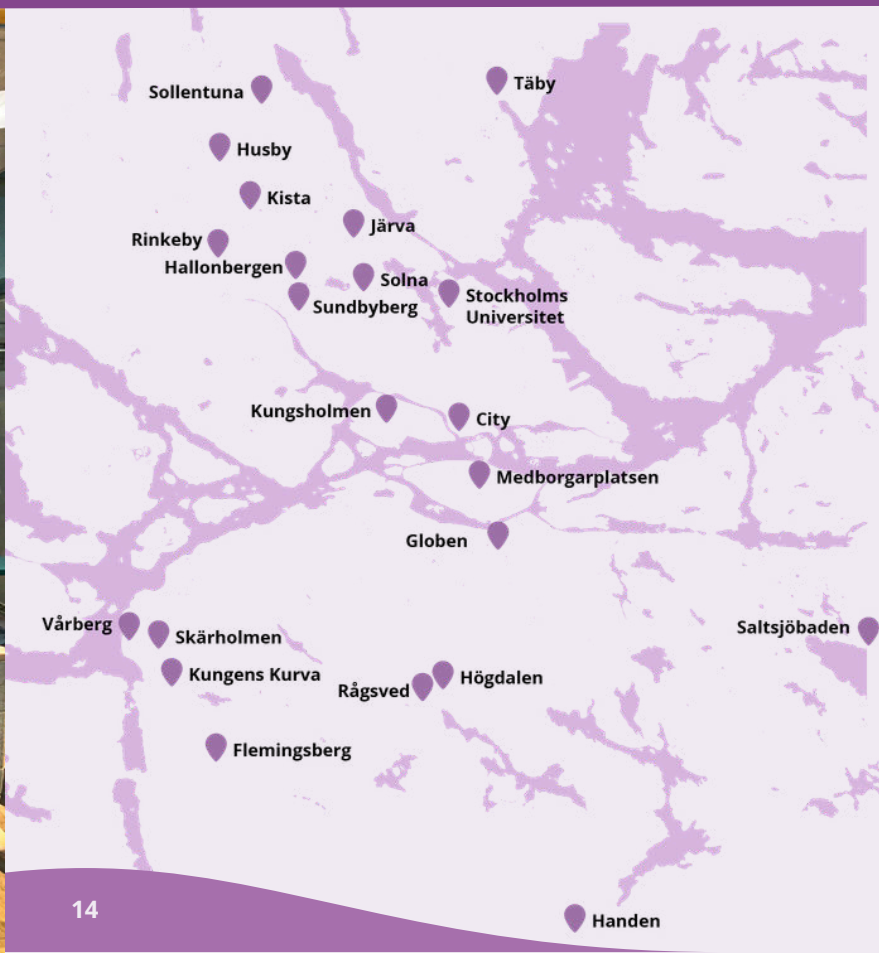 Täby
Sollentuna
Husby
Kista
Järva
Rinkeby
Hallonbergen
Solna
Sundbyberg
Stockholms
Universitet
Kungsholmen
City
Medborgarplatsen
Globen
Vårberg
Skärholmen
Saltsjöbaden
Kungens Kurva
Högdalen
Rågsved
Flemingsberg
14
Handen